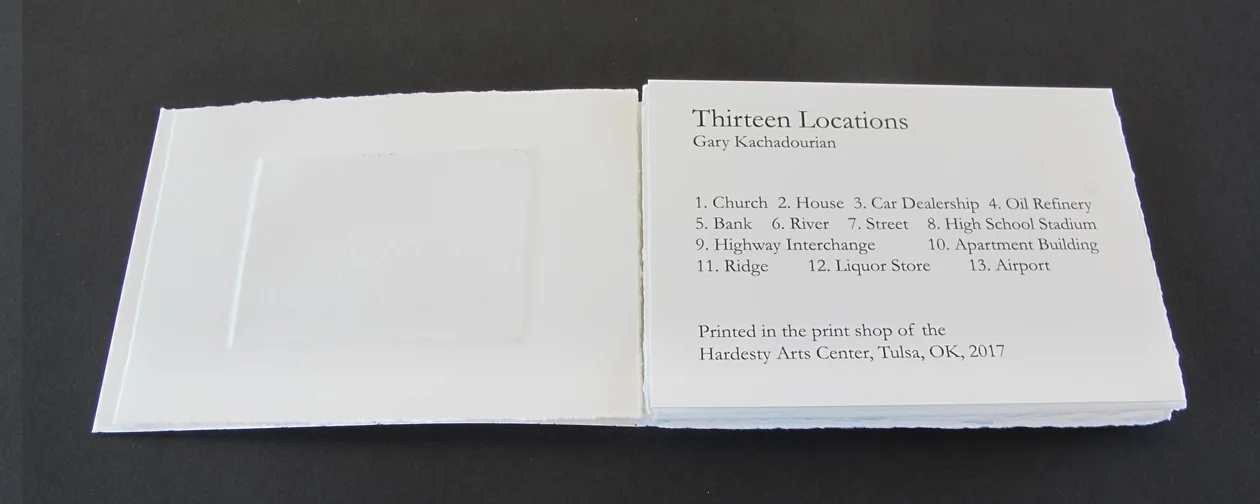 Thirteen Locations
Gary Kachadourian
1. Church 2. House 3. Car Dealership 4. Oil Refinery
5. Bank 6. River 7. Street 8. High School Stadium
9. Highway Interchange 10. Apartment Building
11. Ridge 12. Liquor Store 13. Airport
Printed in the print shop of the
Hardesty Arts Center, Tulsa, OK, 2017